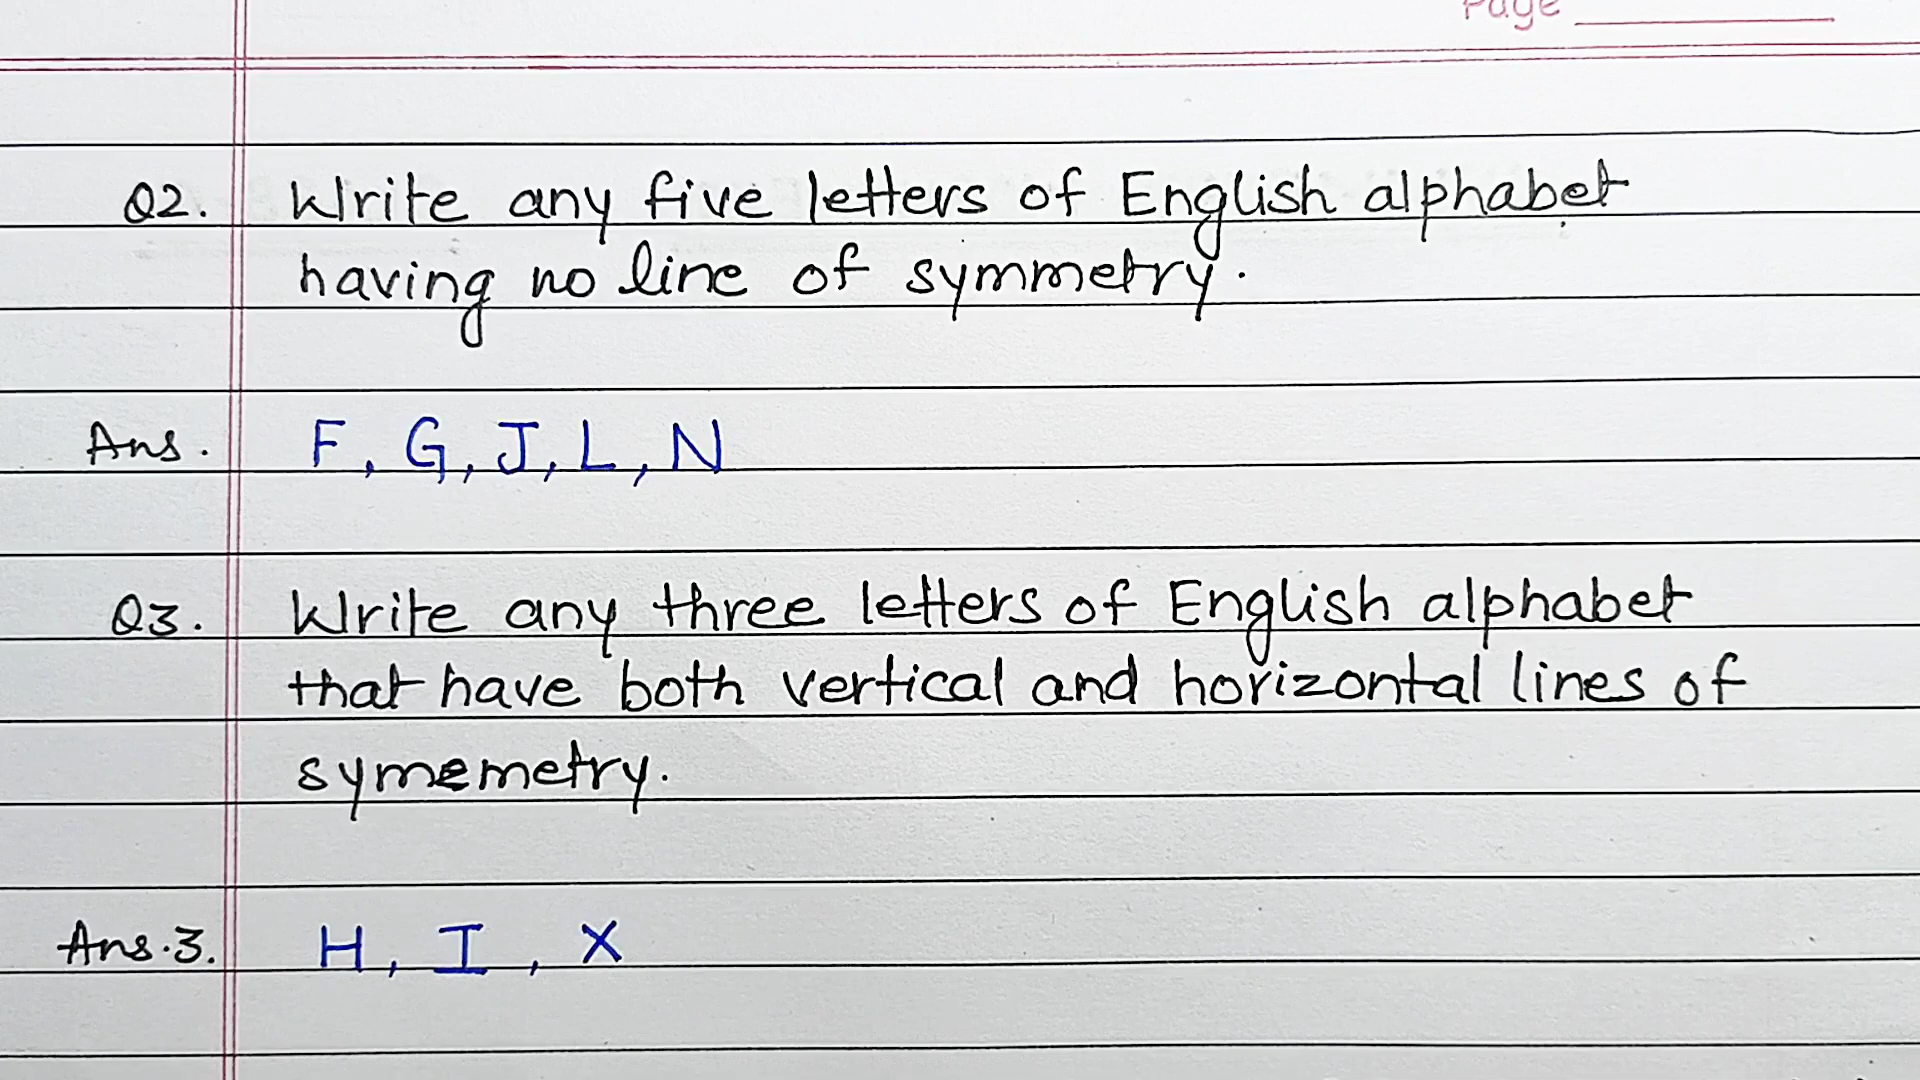 Page
Q2. Write any five letters of English alphabet
having no line of symmetry.
Ans. F, G, J, L, N
Q3. Write any three letters of English alphabet
that have both vertical and horizontal lines of
symmetry.
Ans.3. H, I, X